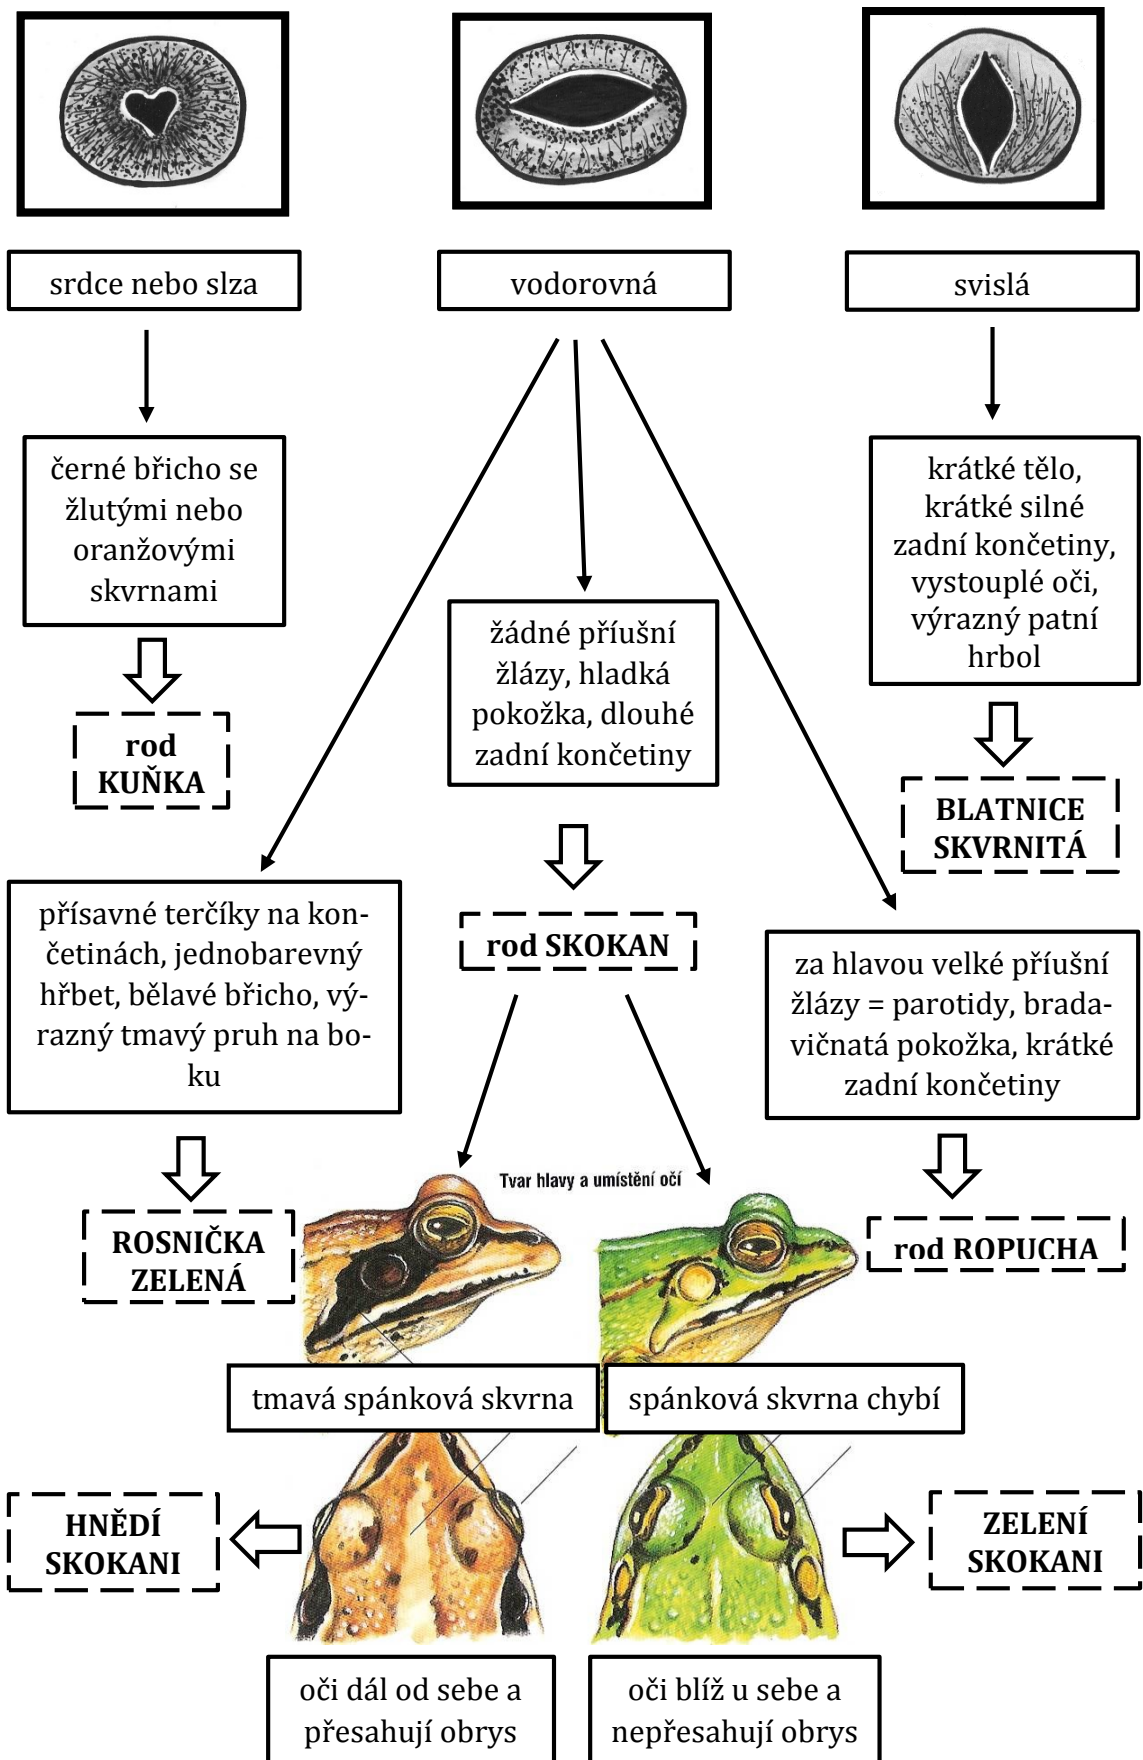 srdce nebo slza
vodorovná
svislá
černé břicho se
žlutými nebo
oranžovými
skvrnami
krátké tělo,
krátké silné
zadní končetiny,
vystouplé oči,
výrazný patní
hrbol
žádné příušní
žlázy, hladká
pokožka, dlouhé
zadní končetiny
rod
KUŇKA
BLATNICE
SKVRNITÁ
přísavné terčíky na kon-
četinách, jednobarevný
hřbet, bělavé břicho, vý-
razný tmavý pruh na bo-
ku
rod SKOKAN
za hlavou velké příušní
žlázy = parotidy, brada-
vičnatá pokožka, krátké
zadní končetiny
Tvar hlavy a umístění očí
ROSNIČKA
ZELENÁ
rod ROPUCHA
tmavá spánková skvrna
spánková skvrna chybí
HNĚDÍ
SKOKANI
ZELENÍ
SKOKANI
oči dál od sebe a
přesahují obrys
oči blíž u sebe a
nepřesahují obrys